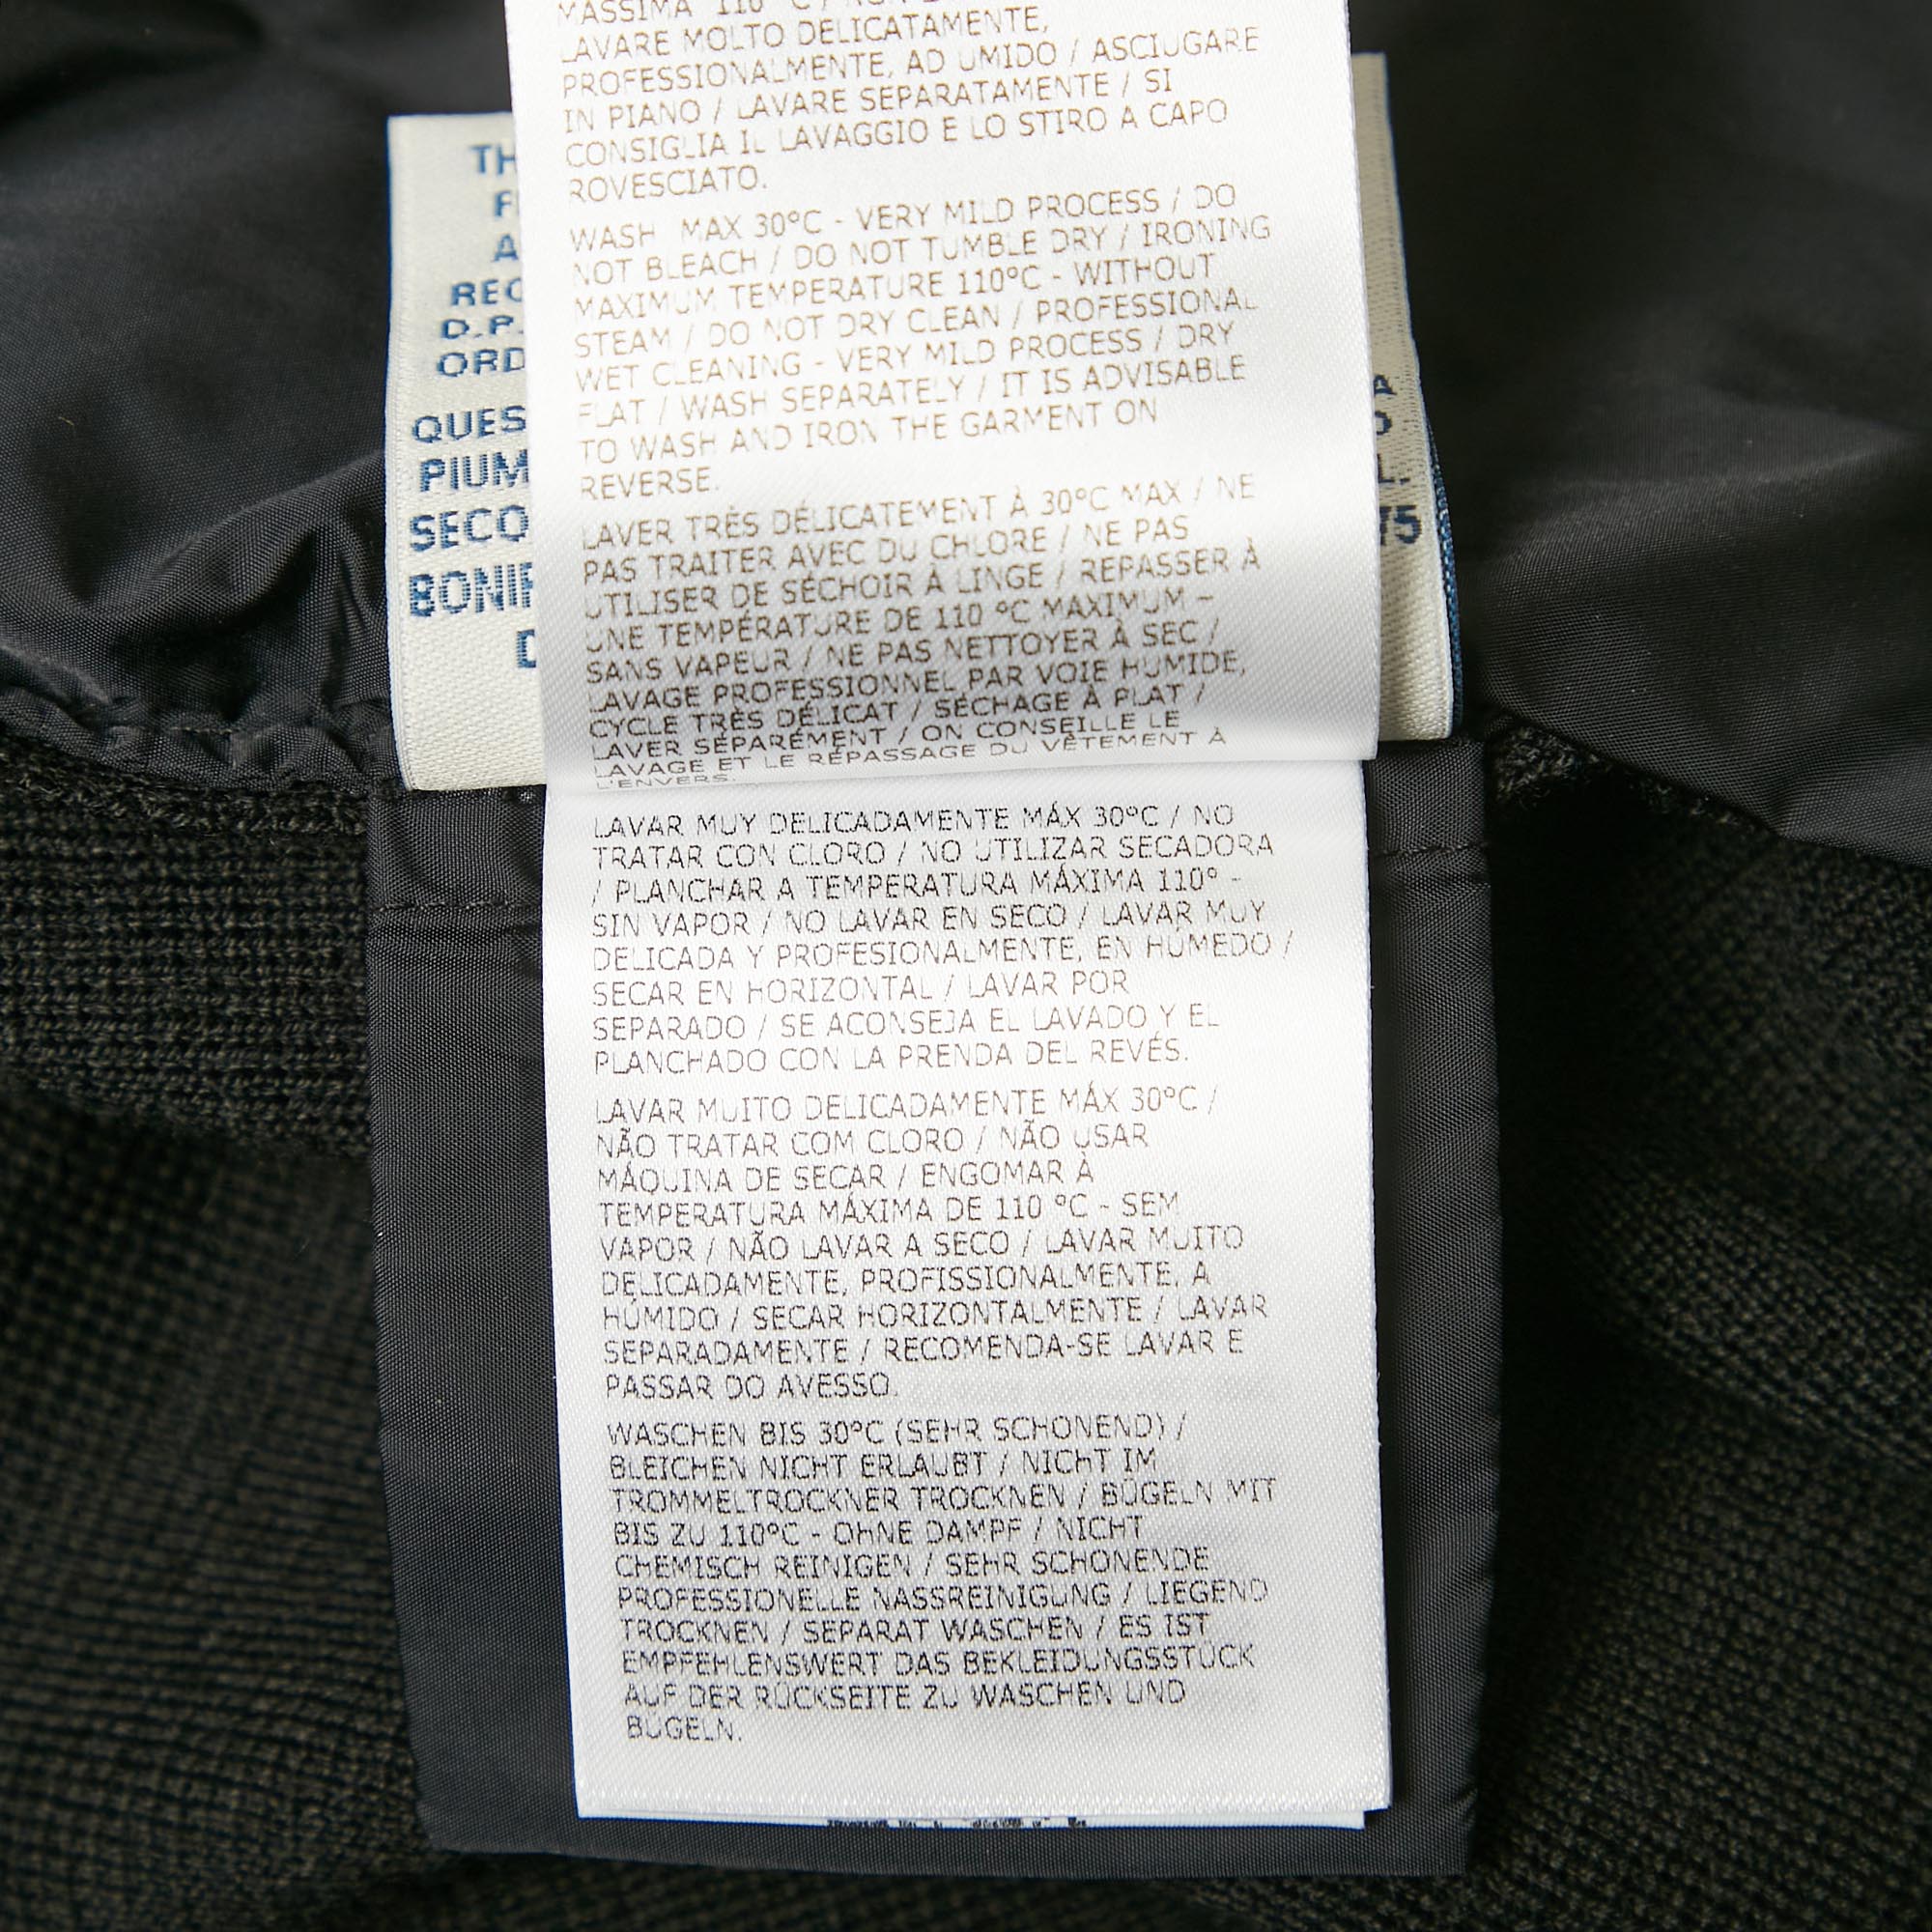 LAVARE MOLTO DELICATAMENTE,
PROFESSIONALMENTE, AD UMIDO / ASCIUGARE
IN PIANO / LAVARE SEPARATAMENTE / SI
CONSIGLIA IL LAVAGGIO E LO STIRO A CAPO
ROVESCIATO.
WASH MAX 30°C - VERY MILD PROCESS / DO
NOT BLEACH / DO NOT TUMBLE DRY / IRONING
MAXIMUM TEMPERATURE 110°C - WITHOUT
STEAM / DO NOT DRY CLEAN / PROFESSIONAL
WET CLEANING - VERY MILD PROCESS / DRY
FLAT / WASH SEPARATELY / IT IS ADVISABLE
TO WASH AND IRON THE GARMENT ON
REVERSE.
LAVER TRÈS DÉLICATEMENT À 30°C MAX / NE
PAS TRAITER AVEC DU CHLORE / NE PAS
UTILISER DE SÉCHOIR À LINGE / REPASSER À
UNE TEMPÉRATURE DE 110 °C MAXIMUM –
SANS VAPEUR / NE PAS NETTOYER À SEC /
LAVAGE PROFESSIONNEL PAR VOIE HUMIDE,
CYCLE TRÈS DÉLICAT / SÉCHAGE À PLAT /
LAVER SÉPARÉMENT / ON CONSEILLE LE
LAVAGE ET LE REPASSAGE DU VÊTEMENT À
L'ENVERS.
LAVAR MUY DELICADAMENTE MÁX 30°C / NO
TRATAR CON CLORO / NO UTILIZAR SECADORA
/ PLANCHAR A TEMPERATURA MÁXIMA 110° -
SIN VAPOR / NO LAVAR EN SECO / LAVAR MUY
DELICADA Y PROFESIONALMENTE, EN HÚMEDO /
SECAR EN HORIZONTAL / LAVAR POR
SEPARADO / SE ACONSEJA EL LAVADO Y EL
PLANCHADO CON LA PRENDA DEL REVÉS.
LAVAR MUITO DELICADAMENTE MÁX 30°C /
NÃO TRATAR COM CLORO / NÃO USAR
MÁQUINA DE SECAR / ENGOMAR À
TEMPERATURA MÁXIMA DE 110 °C - SEM
VAPOR / NÃO LAVAR A SECO / LAVAR MUITO
DELICADAMENTE, PROFISSIONALMENTE, A
HÚMIDO / SECAR HORIZONTALMENTE / LAVAR
SEPARADAMENTE / RECOMENDA-SE LAVAR E
PASSAR DO AVESSO.
WASCHEN BIS 30°C (SEHR SCHONEND) /
BLEICHEN NICHT ERLAUBT / NICHT IM
TROMMELTROCKNER TROCKNEN / BÜGELN MIT
BIS ZU 110°C - OHNE DAMPF / NICHT
CHEMISCH REINIGEN / SEHR SCHONENDE
PROFESSIONELLE NASSREINIGUNG / LIEGEND
TROCKNEN / SEPARAT WASCHEN / ES IST
EMPFEHLENSWERT DAS BEKLEIDUNGSSTÜCK
AUF DER RÜCKSEITE ZU WASCHEN UND
BÜGELN.